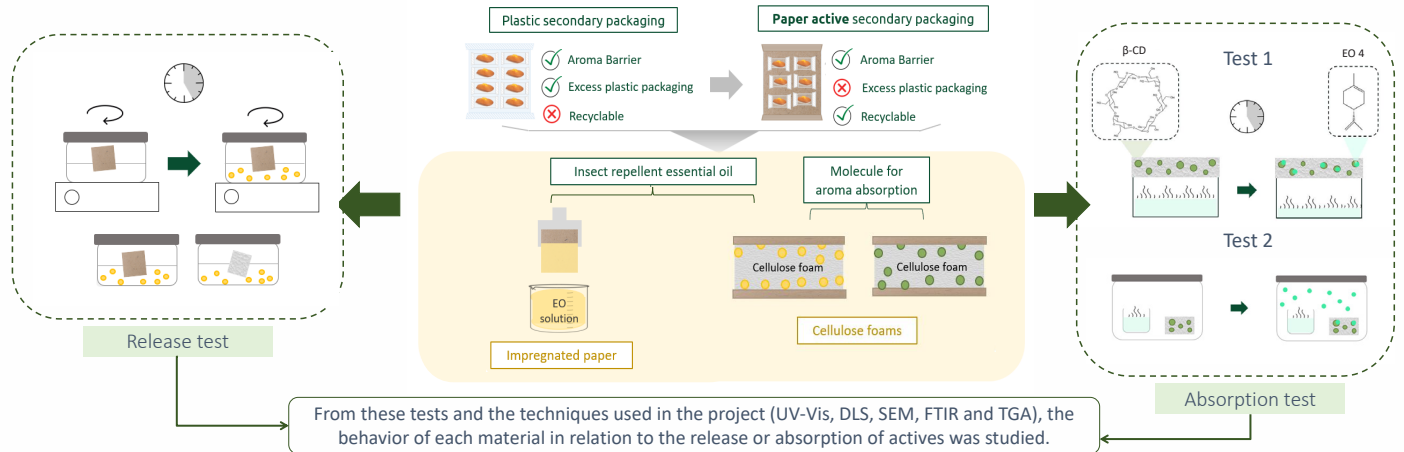 Plastic secondary packaging
Aroma Barrier
Excess plastic packaging
Recyclable
Paper active secondary packaging
Aroma Barrier
Excess plastic packaging
Recyclable
Insect repellent essential oil
Molecule for
aroma absorption
EO
solution
Impregnated paper
Cellulose foam
Cellulose foam
Cellulose foams
Release test
β-CD
Test 1
EO 4
Test 2
Absorption test
From these tests and the techniques used in the project (UV-Vis, DLS, SEM, FTIR and TGA), the
behavior of each material in relation to the release or absorption of actives was studied.